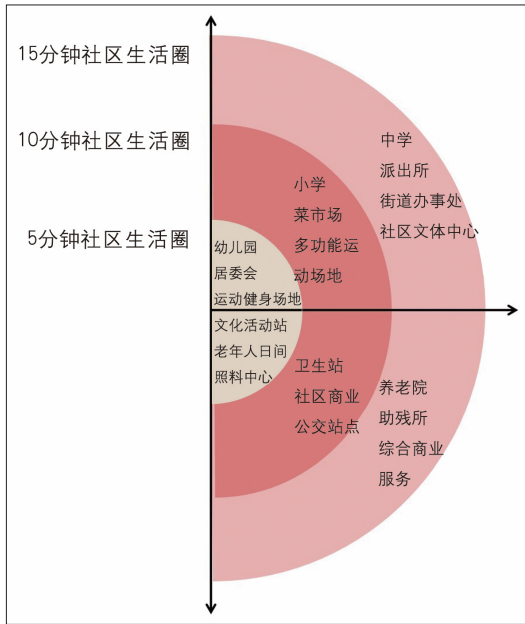 15分钟社区生活圈
10分钟社区生活圈
5分钟社区生活圈
中学
派出所
街道办事处
社区文体中心
小学
菜市场
多功能运
动场地
幼儿园
居委会
运动健身场地
文化活动站
老年人日间
照料中心
卫生站
社区商业
公交站点
养老院
助残所
综合商业
服务